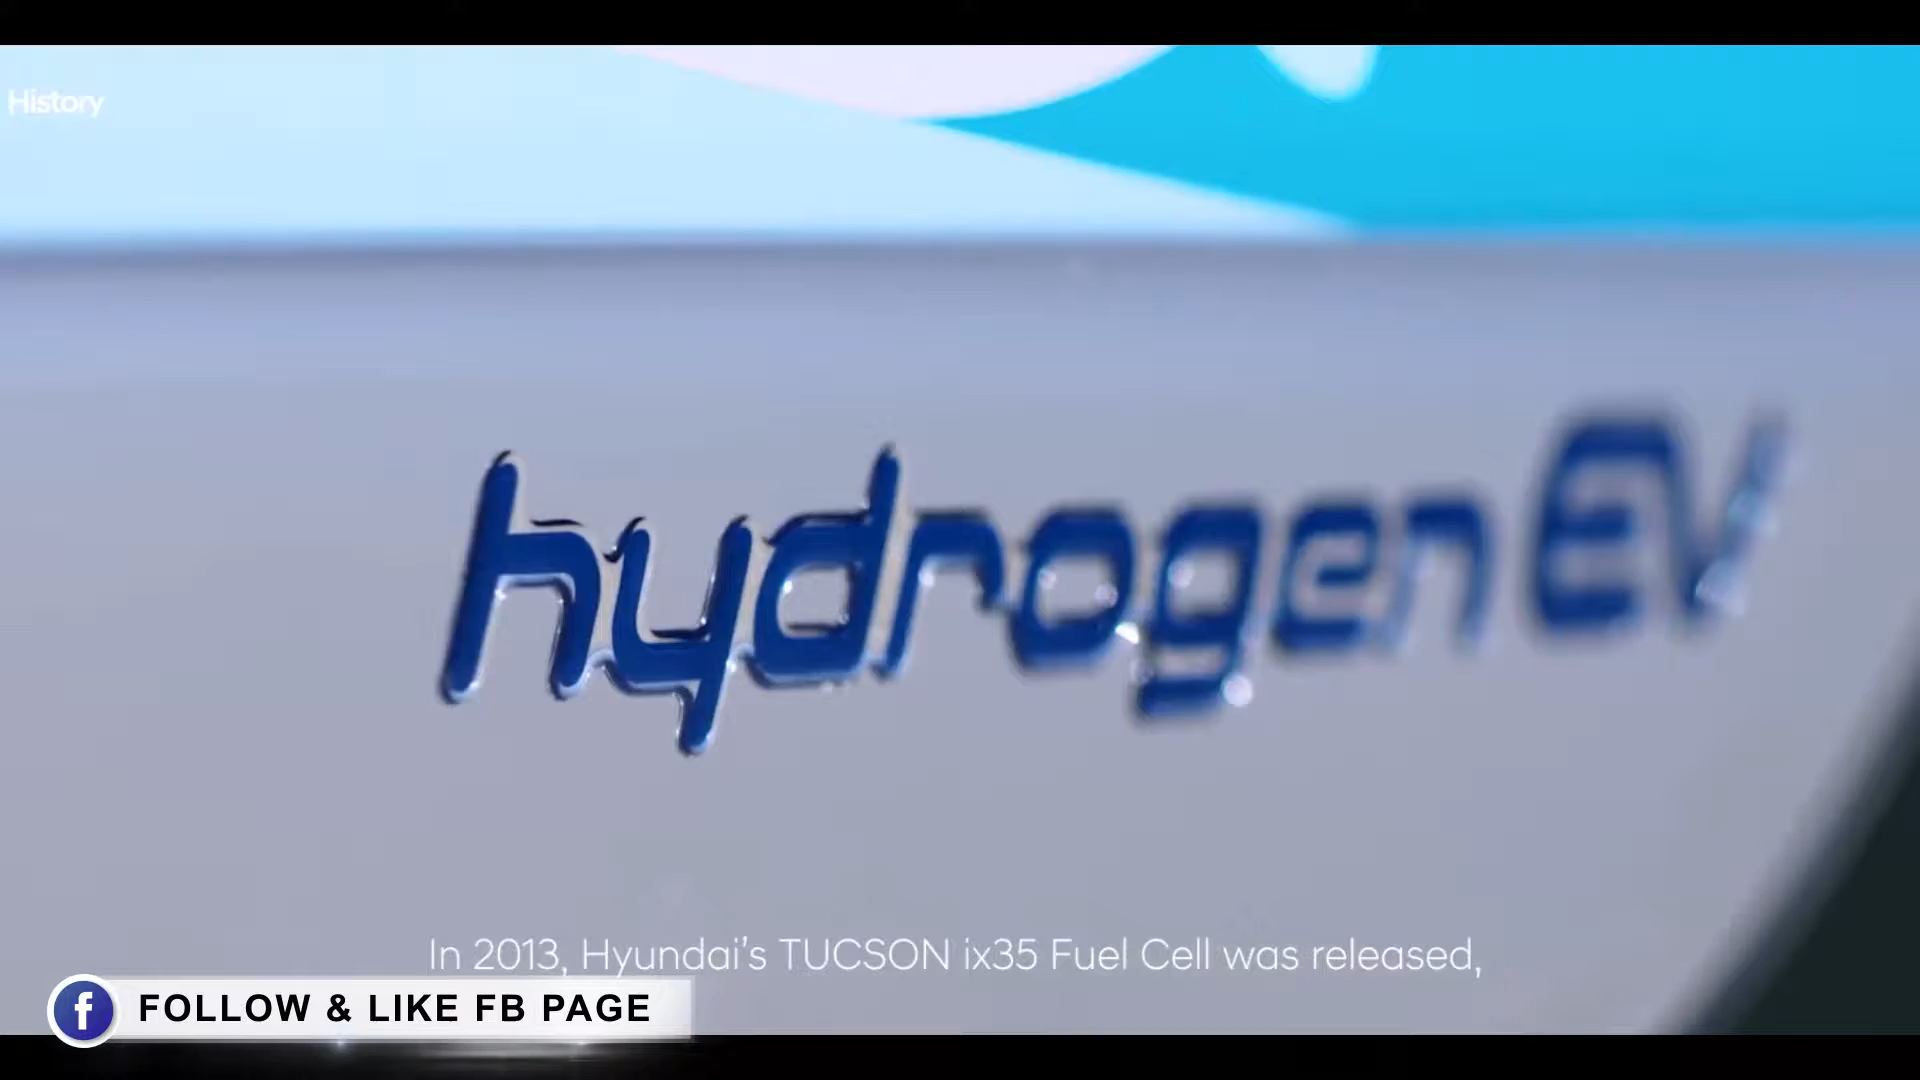 History
hydrogen EV
In 2013, Hyundai's TUCSON ix35 Fuel Cell was released,
f FOLLOW & LIKE FB PAGE